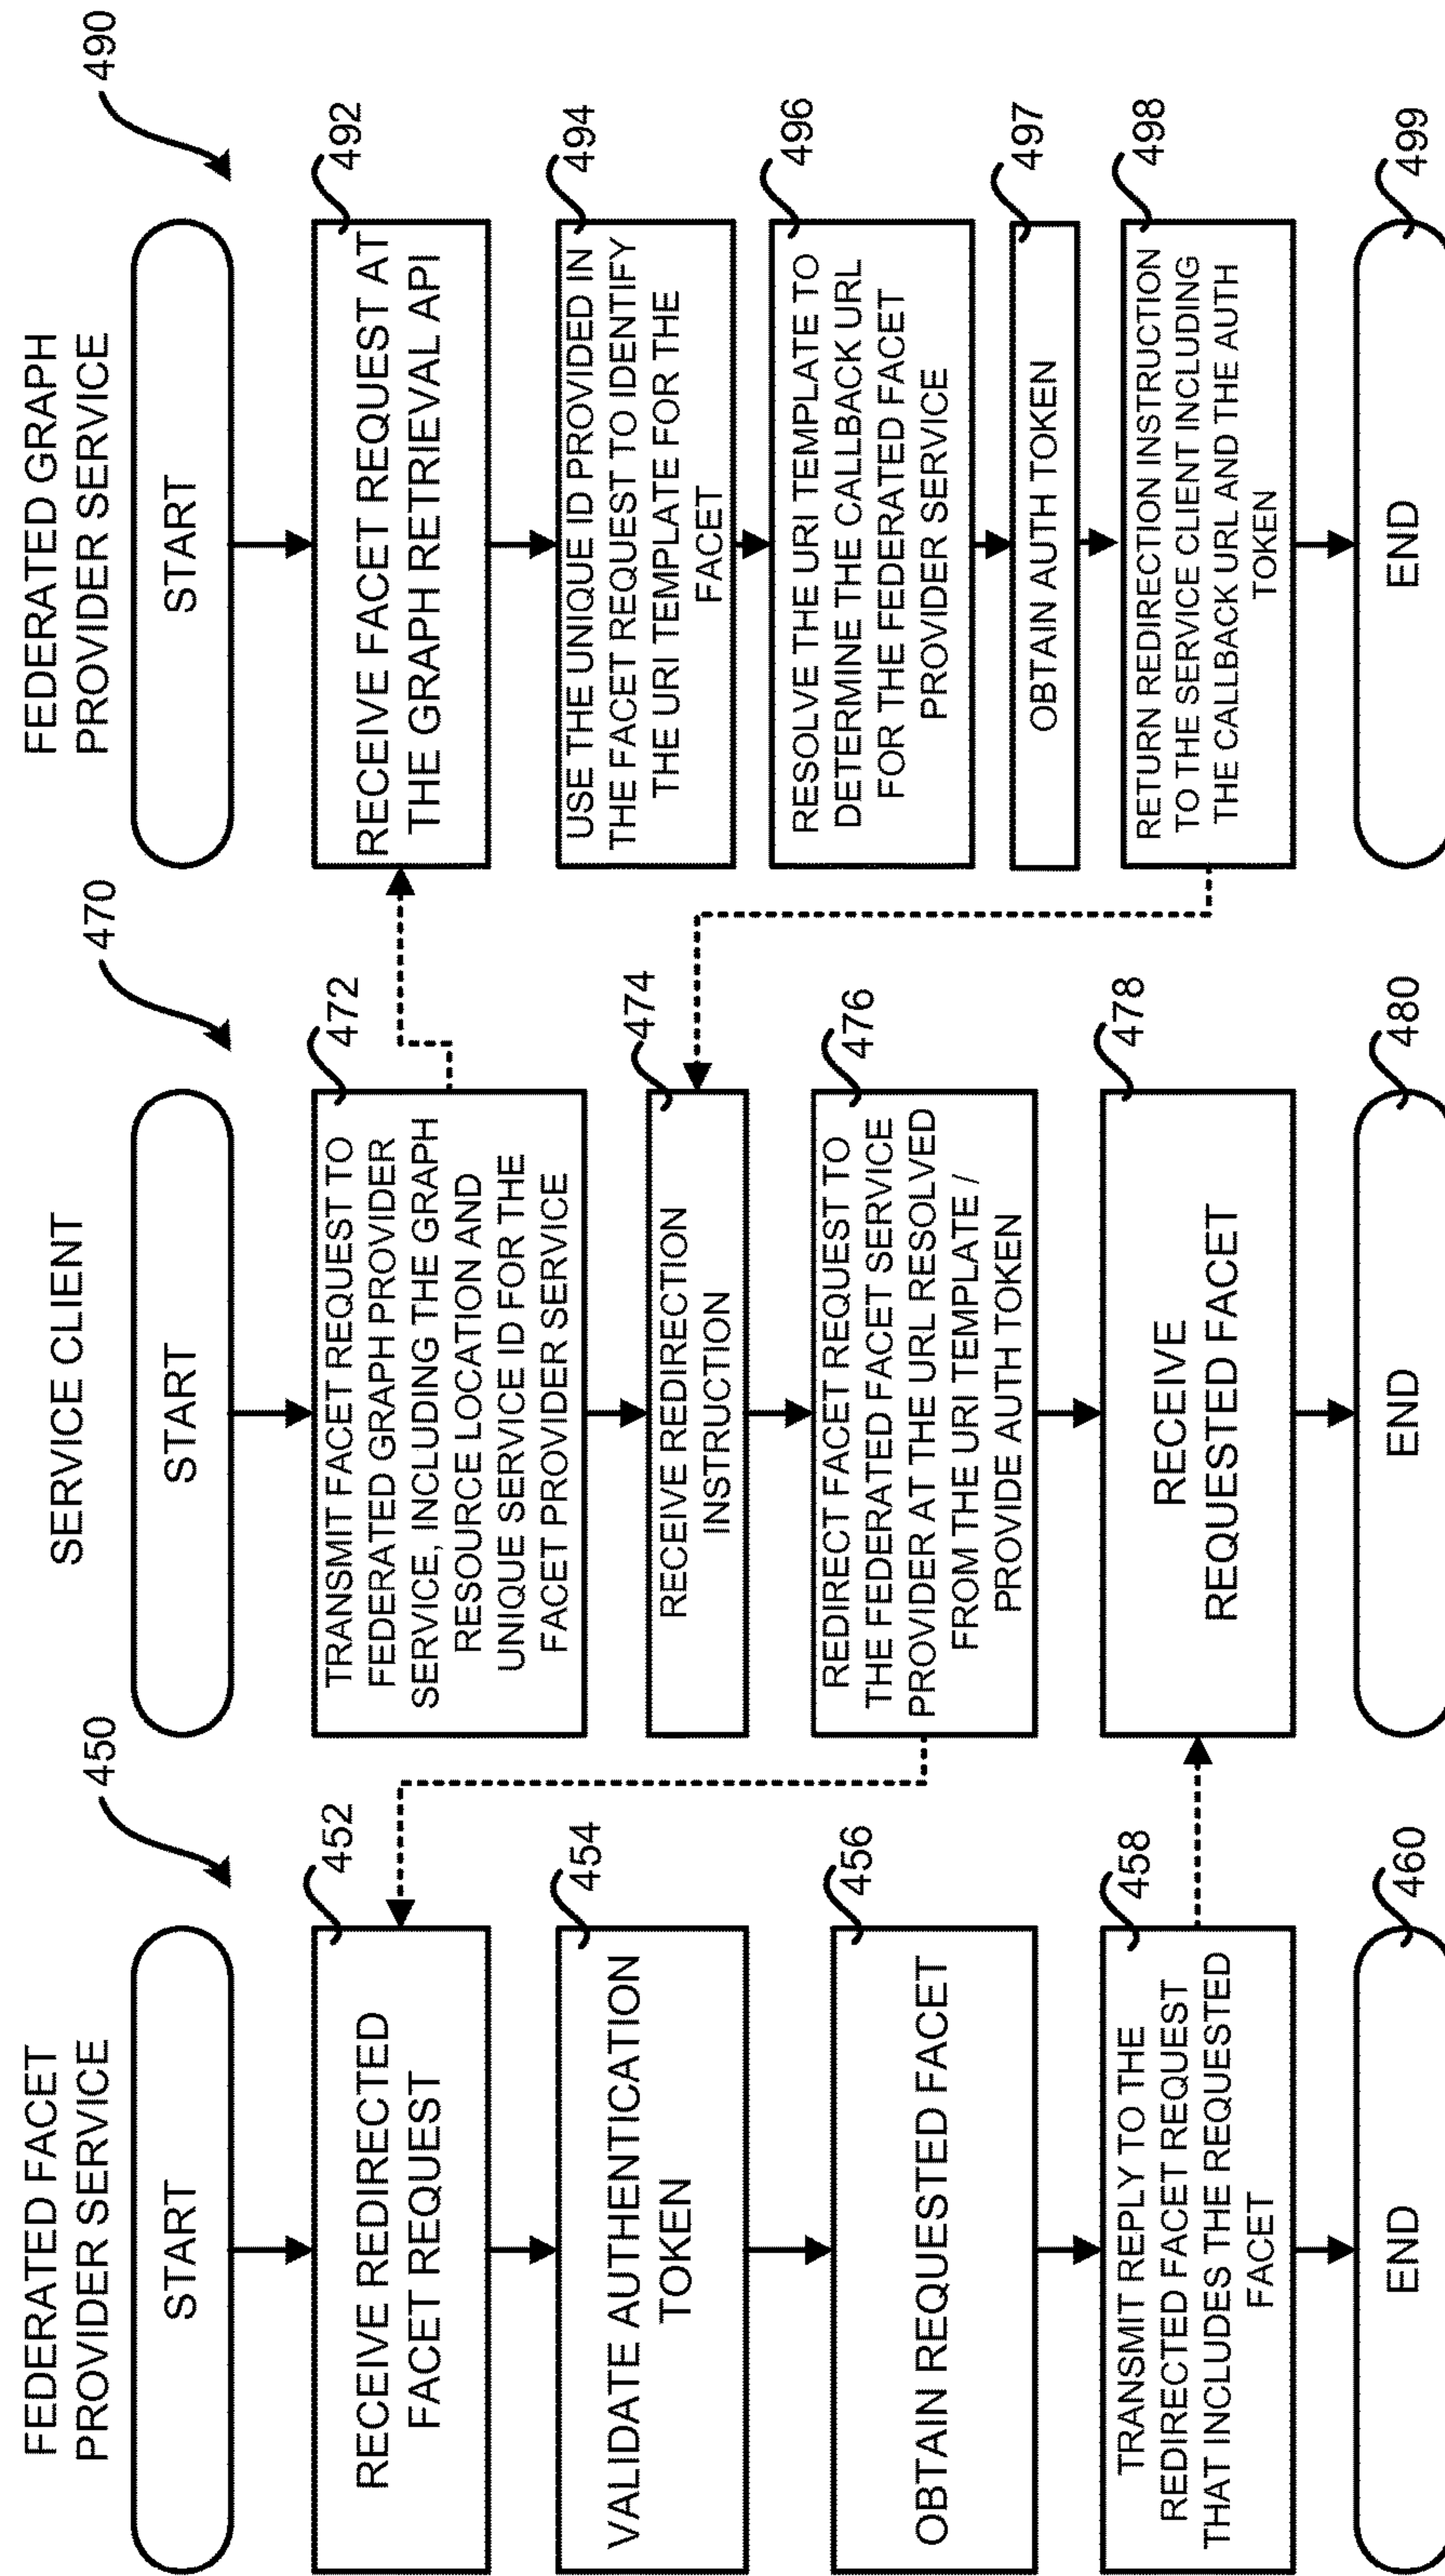 FEDERATED FACET
PROVIDER SERVICE
450
START
452
RECEIVE REDIRECTED
FACET REQUEST
454
VALIDATE AUTHENTICATION
TOKEN
456
OBTAIN REQUESTED FACET
458
TRANSMIT REPLY TO THE
REDIRECTED FACET REQUEST
THAT INCLUDES THE REQUESTED
FACET
460
END
SERVICE CLIENT
470
START
472
TRANSMIT FACET REQUEST TO
FEDERATED GRAPH PROVIDER
SERVICE, INCLUDING THE GRAPH
RESOURCE LOCATION AND
UNIQUE SERVICE ID FOR THE
FACET PROVIDER SERVICE
474
RECEIVE REDIRECTION
INSTRUCTION
476
REDIRECT FACET REQUEST TO
THE FEDERATED FACET SERVICE
PROVIDER AT THE URL RESOLVED
FROM THE URI TEMPLATE /
PROVIDE AUTH TOKEN
478
RECEIVE
REQUESTED FACET
480
END
FEDERATED GRAPH
PROVIDER SERVICE
490
START
492
RECEIVE FACET REQUEST AT
THE GRAPH RETRIEVAL API
494
USE THE UNIQUE ID PROVIDED IN
THE FACET REQUEST TO IDENTIFY
THE URI TEMPLATE FOR THE
FACET
496
RESOLVE THE URI TEMPLATE TO
DETERMINE THE CALLBACK URL
FOR THE FEDERATED FACET
PROVIDER SERVICE
497
OBTAIN AUTH TOKEN
498
RETURN REDIRECTION INSTRUCTION
TO THE SERVICE CLIENT INCLUDING
THE CALLBACK URL AND THE AUTH
TOKEN
499
END